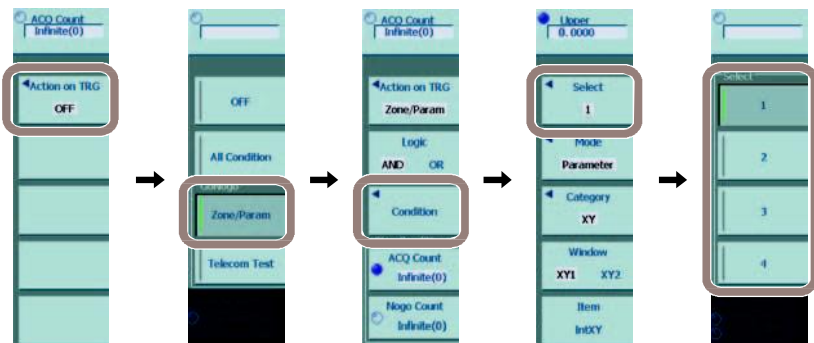 ACQ Count
Infinite(0)
Action on TRG
OFF
OFF
All Condition
GoNogo
Zone/Param
Telecom Test
ACQ Count
Infinite(0)
Action on TRG
Zone/Param
Logic
AND OR
Condition
ACQ Count
Infinite(0)
Nogo Count
Infinite(0)
Upper
0.0000
Select
1
Mode
Parameter
Category
XY
Window
XY1 XY2
Item
IntXY
Select
1
2
3
4